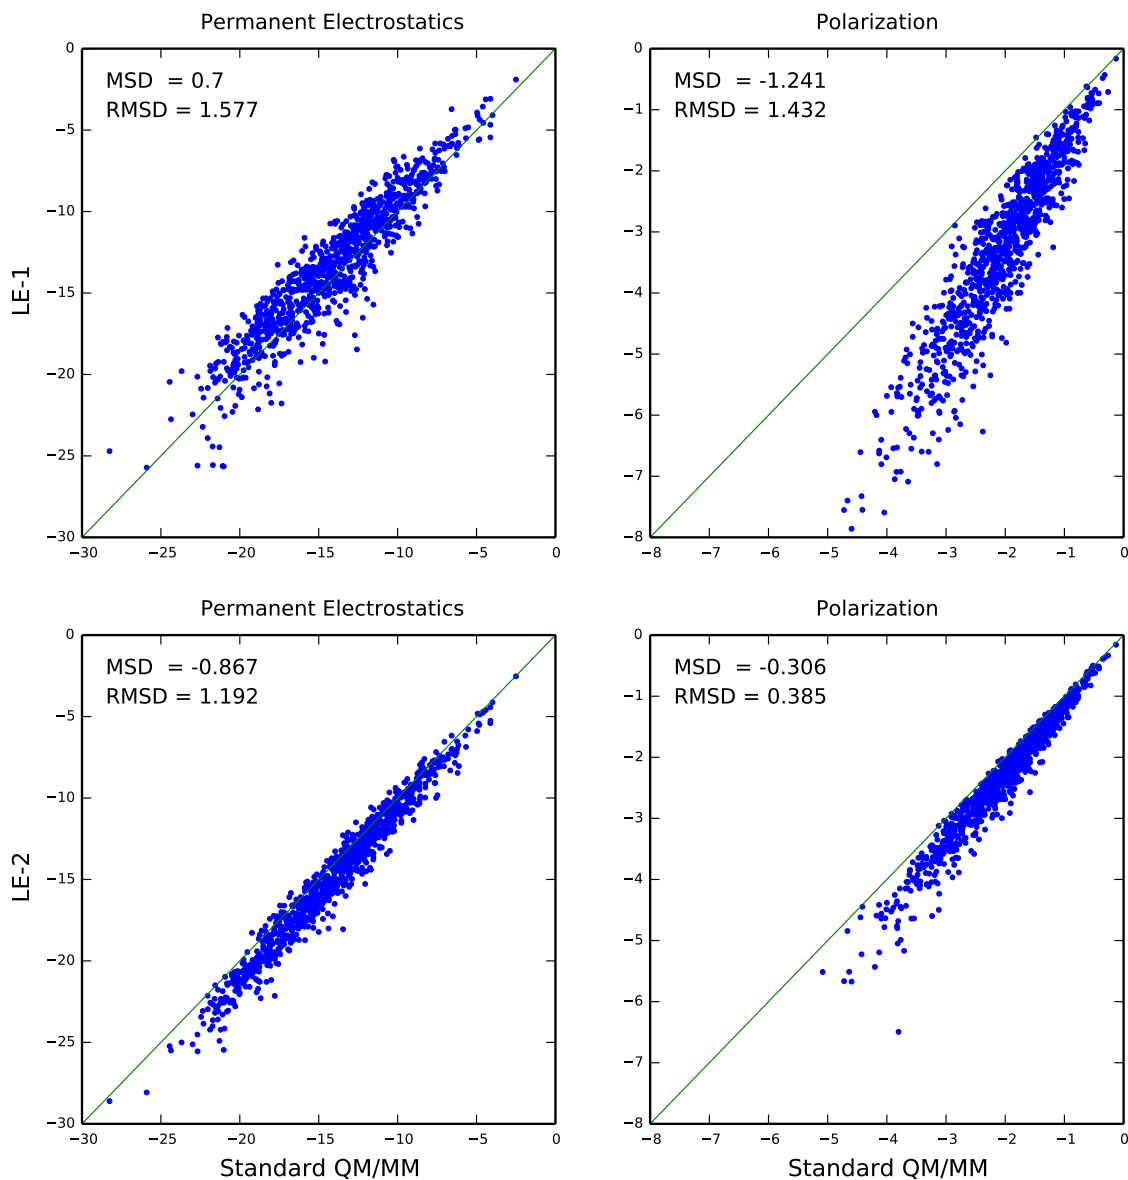 Permanent Electrostatics
Polarization
MSD = 0.7
RMSD = 1.577
0
−5
−10
−15
−20
−25
−30
−30 −25 −20 −15 −10 −5 0
LE-1
MSD = -1.241
RMSD = 1.432
0
−1
−2
−3
−4
−5
−6
−7
−8
−8 −7 −6 −5 −4 −3 −2 −1 0
Permanent Electrostatics
Polarization
MSD = -0.867
RMSD = 1.192
0
−5
−10
−15
−20
−25
−30
−30 −25 −20 −15 −10 −5 0
LE-2
Standard QM/MM
MSD = -0.306
RMSD = 0.385
0
−1
−2
−3
−4
−5
−6
−7
−8
−8 −7 −6 −5 −4 −3 −2 −1 0
Standard QM/MM